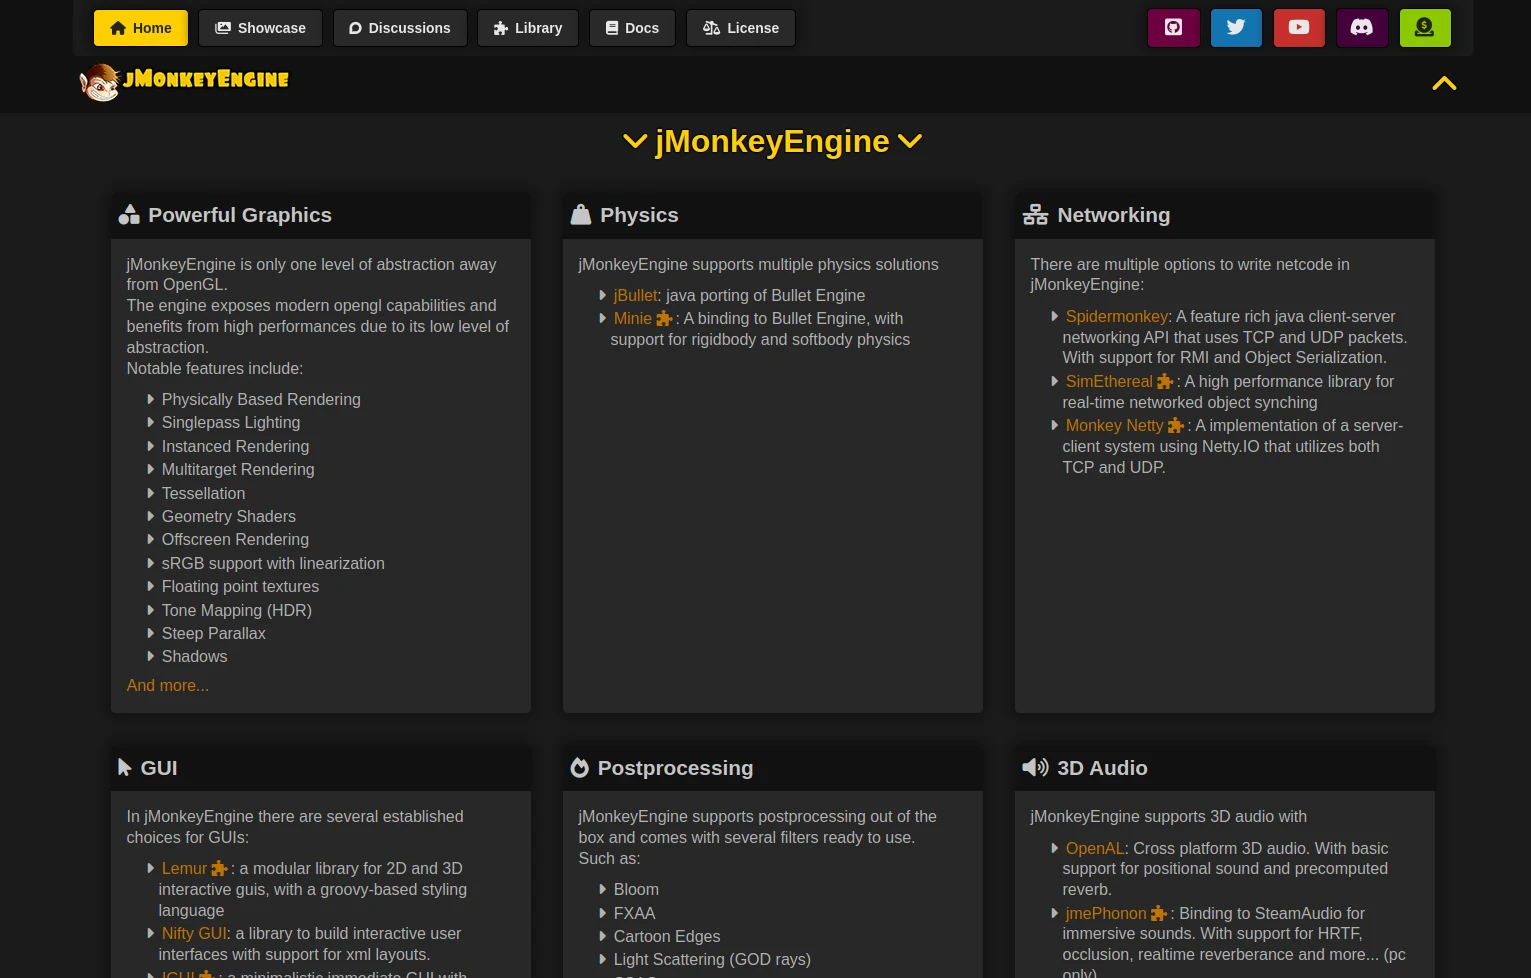 Home
Showcase
Discussions
Library
Docs
License
jMonkeyEngine
jMonkeyEngine
Powerful Graphics
jMonkeyEngine is only one level of abstraction away
from OpenGL.
The engine exposes modern opengl capabilities and
benefits from high performances due to its low level of
abstraction.
Notable features include:
Physically Based Rendering
Singlepass Lighting
Instanced Rendering
Multitarget Rendering
Tessellation
Geometry Shaders
Offscreen Rendering
sRGB support with linearization
Floating point textures
Tone Mapping (HDR)
Steep Parallax
Shadows
And more...
Physics
jMonkeyEngine supports multiple physics solutions
jBullet: java porting of Bullet Engine
Minie : A binding to Bullet Engine, with
support for rigidbody and softbody physics
Networking
There are multiple options to write netcode in
jMonkeyEngine:
Spidermonkey: A feature rich java client-server
networking API that uses TCP and UDP packets.
With support for RMI and Object Serialization.
SimEthereal : A high performance library for
real-time networked object synching
Monkey Netty : A implementation of a server-
client system using Netty.IO that utilizes both
TCP and UDP.
GUI
In jMonkeyEngine there are several established
choices for GUIs:
Lemur : a modular library for 2D and 3D
interactive guis, with a groovy-based styling
language
Nifty GUI: a library to build interactive user
interfaces with support for xml layouts.
IGUI : a minimalistic immediate GUI with
Postprocessing
jMonkeyEngine supports postprocessing out of the
box and comes with several filters ready to use.
Such as:
Bloom
FXAA
Cartoon Edges
Light Scattering (GOD rays)
3D Audio
jMonkeyEngine supports 3D audio with
OpenAL: Cross platform 3D audio. With basic
support for positional sound and precomputed
reverb.
jmePhonon : Binding to SteamAudio for
immersive sounds. With support for HRTF,
occlusion, realtime reverberance and more... (pc
only)